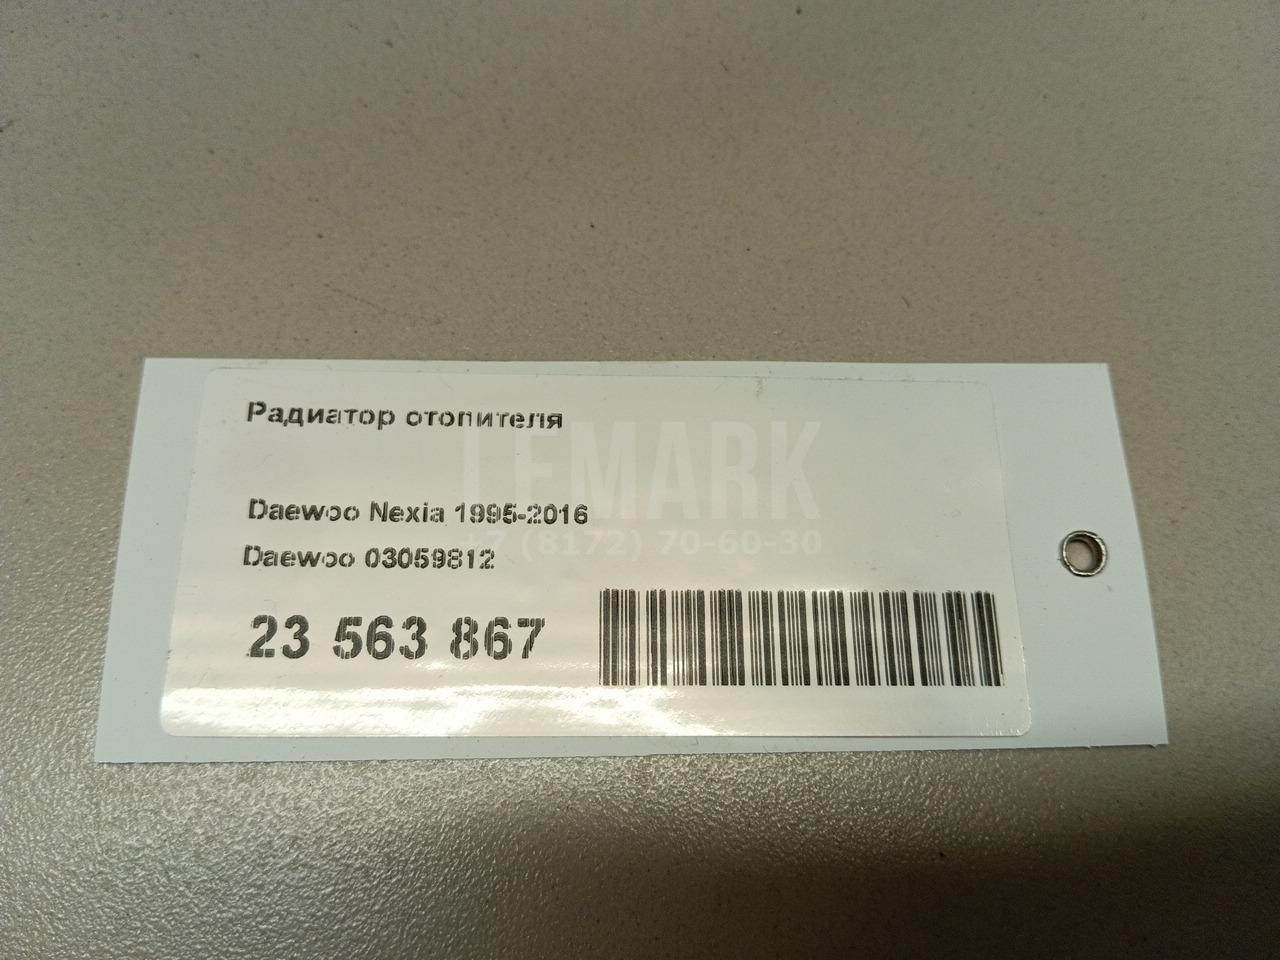 Радиатор отопителя
LEMARK
Daewoo Nexia 1995-2016
+7 (8172) 70-60-30
Daewoo 03059812
23 563 867